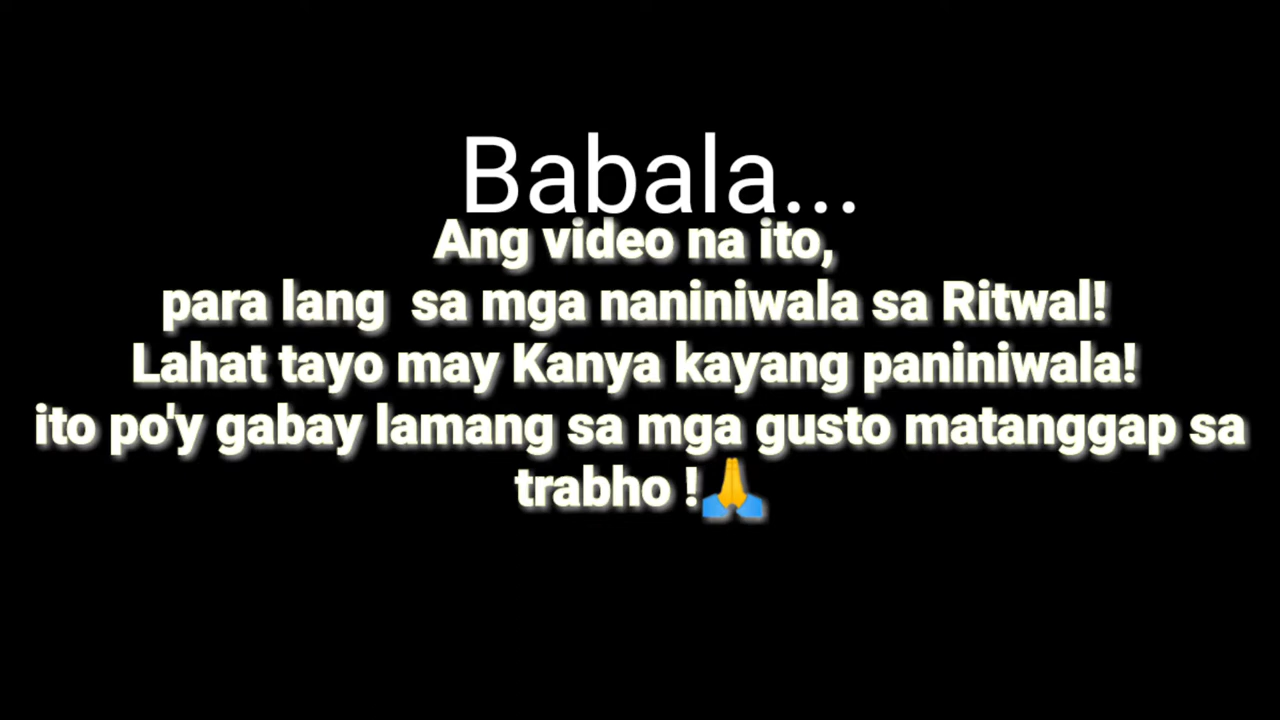 Babala...
Ang video na ito,
para lang sa mga naniniwala sa Ritwal!
Lahat tayo may Kanya kayang paniniwala!
ito po'y gabay lamang sa mga gusto matanggap sa
trabho !🙏